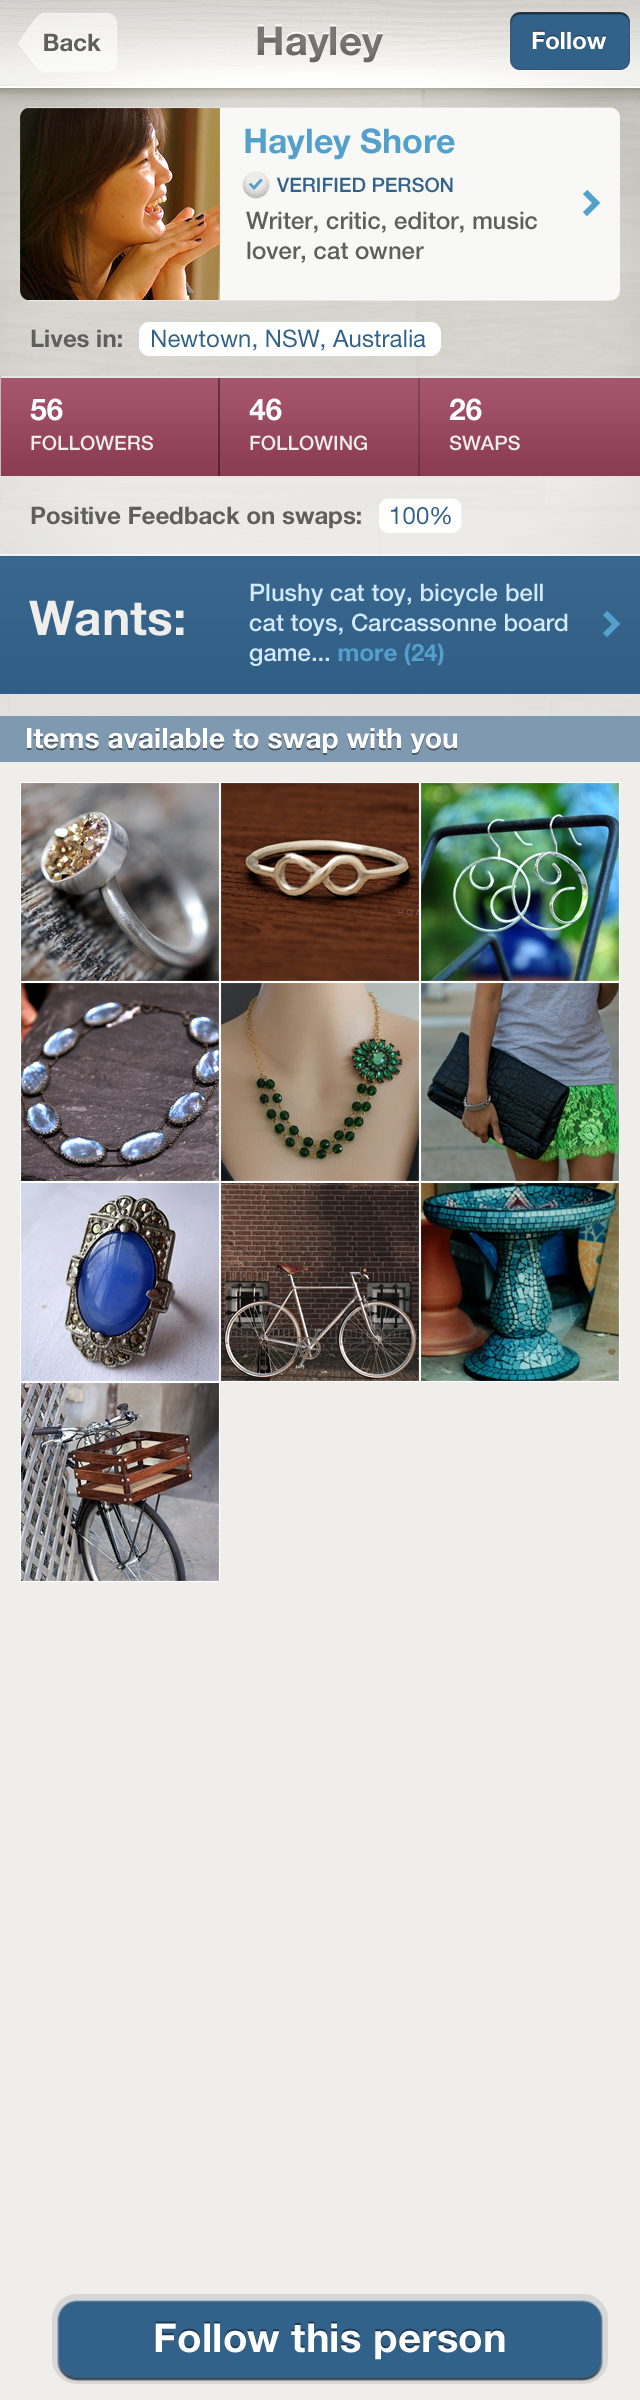 Back
Hayley
Follow
Hayley Shore
VERIFIED PERSON
Writer, critic, editor, music
lover, cat owner
Lives in: Newtown, NSW, Australia
56
FOLLOWERS
46
FOLLOWING
26
SWAPS
Positive Feedback on swaps: 100%
Wants:
Plushy cat toy, bicycle bell
cat toys, Carcassonne board
game... more (24)
Items available to swap with you
Follow this person